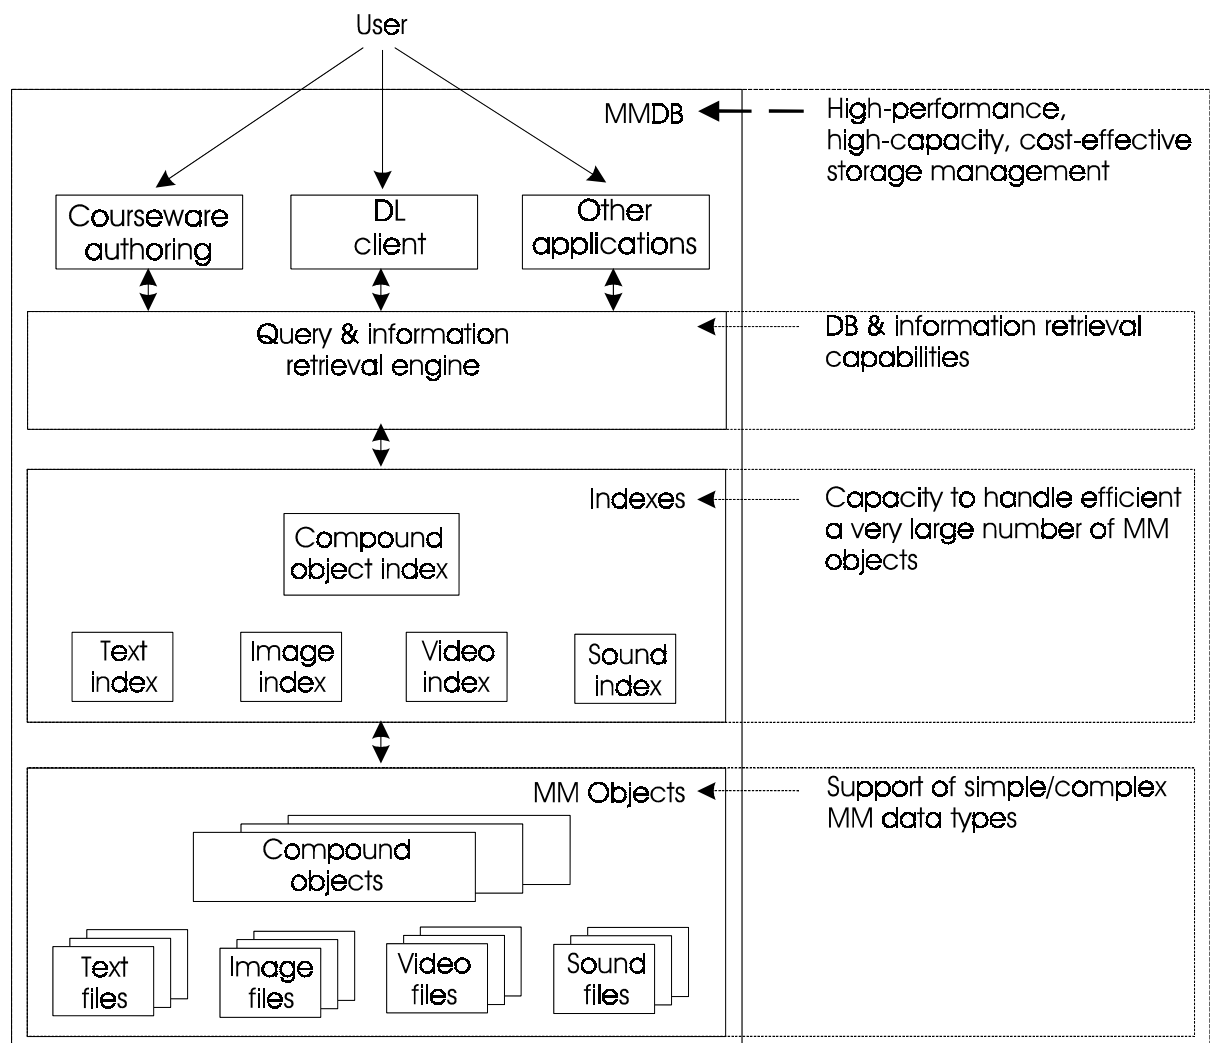 User
MMDB
High-performance,
high-capacity, cost-effective
storage management
Courseware
authoring
DL
client
Other
applications
Query & information
retrieval engine
DB & information retrieval
capabilities
Indexes
Capacity to handle efficient
a very large number of MM
objects
Compound
object index
Text
index
Image
index
Video
index
Sound
index
MM Objects
Support of simple/complex
MM data types
Compound
objects
Text
files
Image
files
Video
files
Sound
files